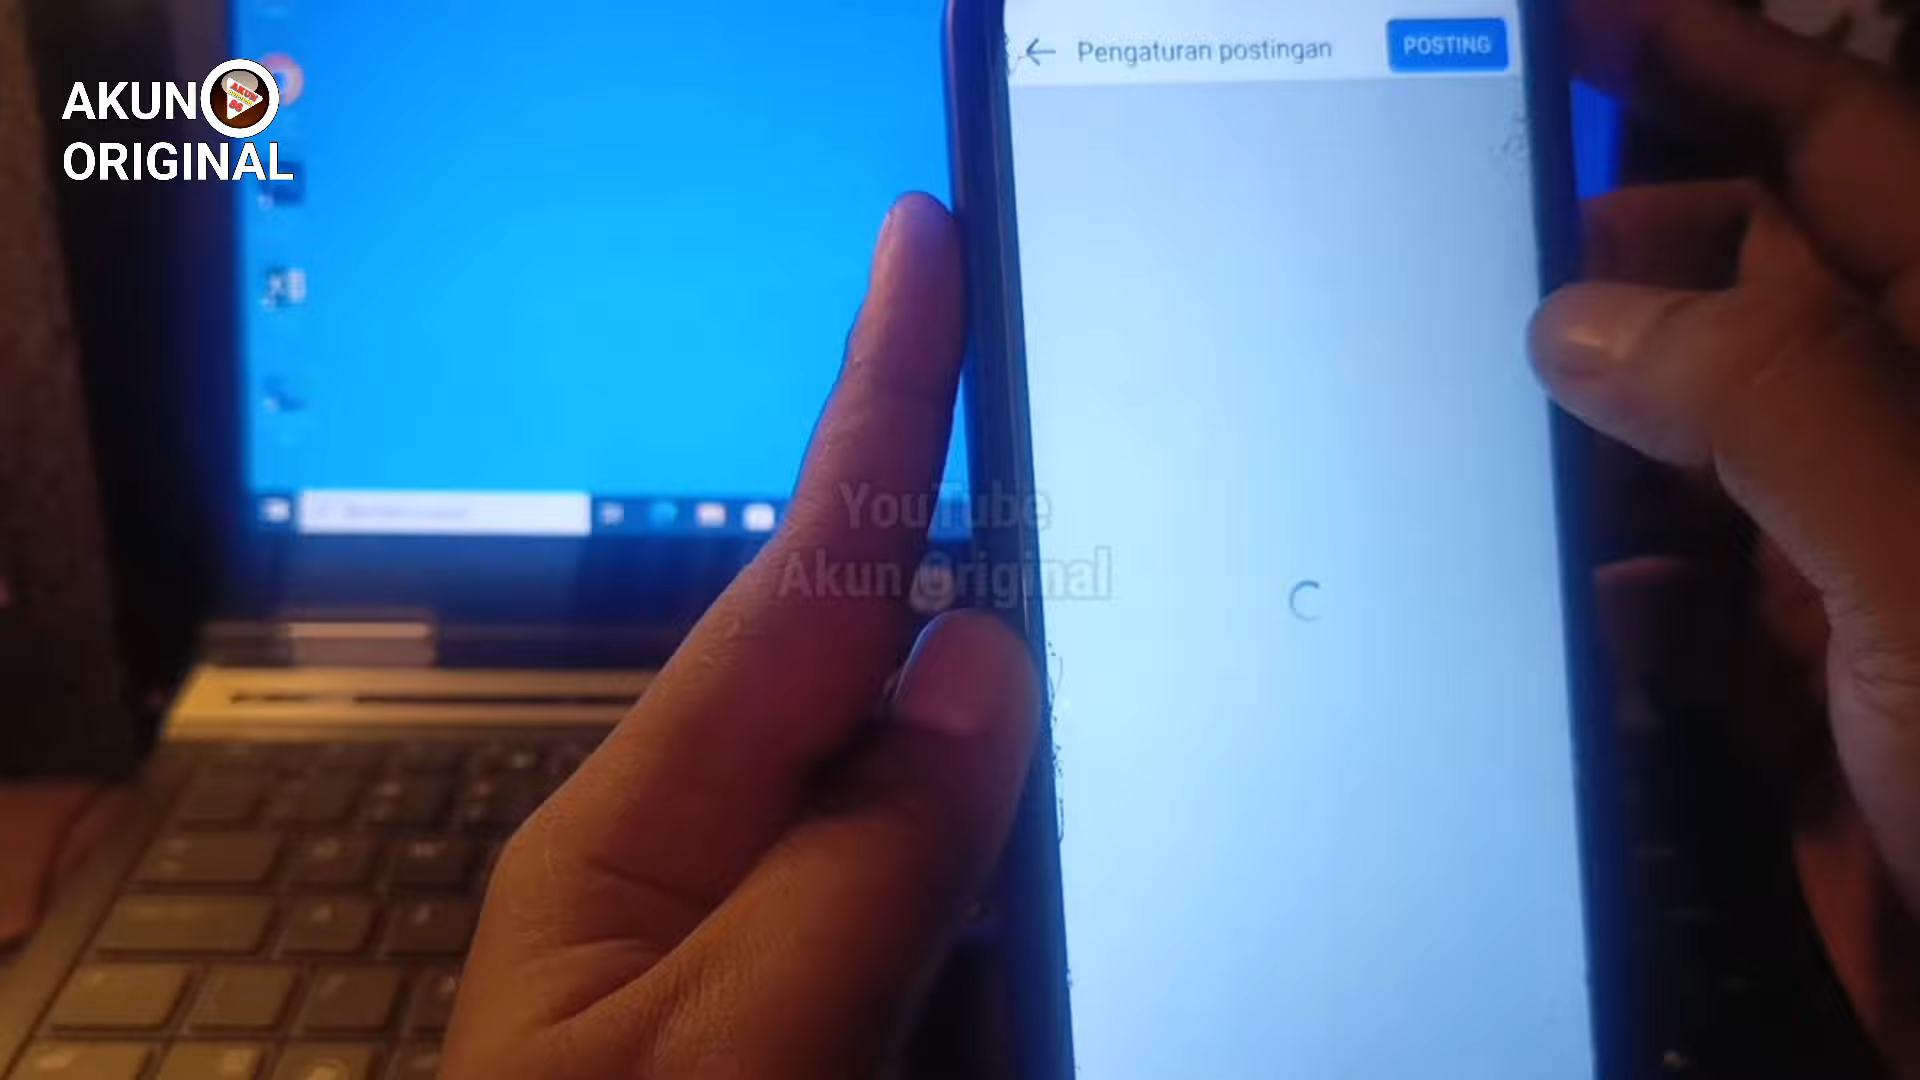 AKUN
ORIGINAL
Pengaturan postingan
POSTING
YouTube
Akun Original